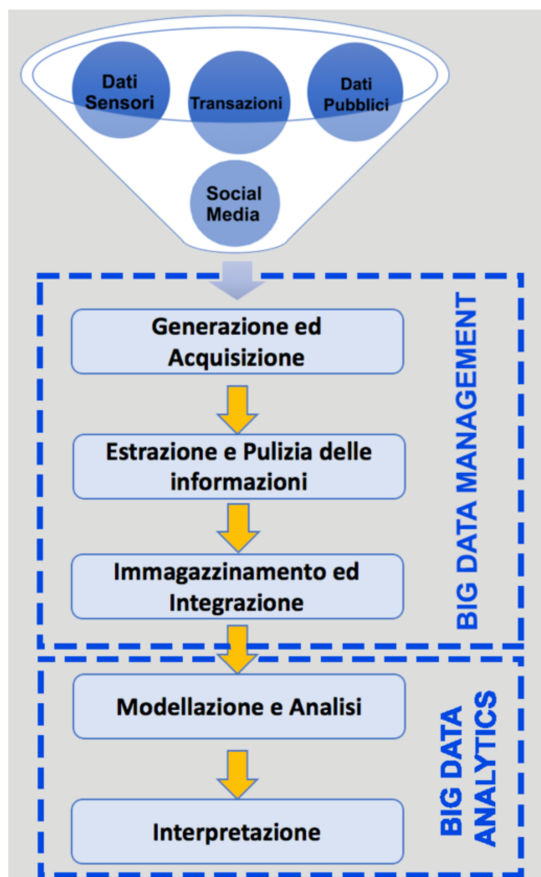 Dati
Sensori
Transazioni
Dati
Pubblici
Social
Media
Generazione ed
Acquisizione
Estrazione e Pulizia delle
informazioni
Immagazzinamento ed
Integrazione
BIG DATA MANAGEMENT
Modellazione e Analisi
Interpretazione
BIG DATA
ANALYTICS